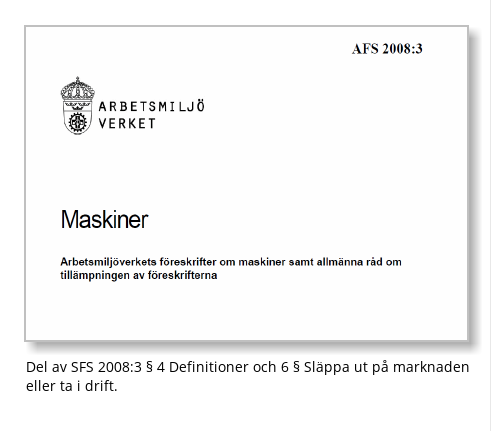 AFS 2008:3
ARBETSMILJÖ
VERKET
Maskiner
Arbetsmiljöverkets föreskrifter om maskiner samt allmänna råd om
tillämpningen av föreskrifterna
Del av SFS 2008:3 § 4 Definitioner och 6 § Släppa ut på marknaden
eller ta i drift.